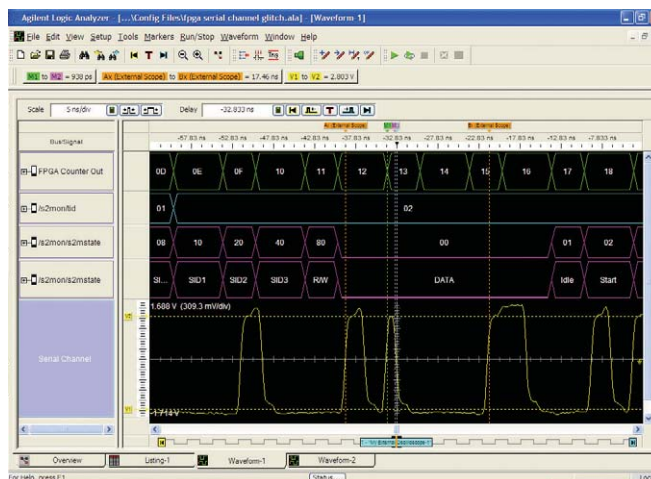 Agilent Logic Analyzer - [...\Config Files\fpga serial channel glitch.ala] - [Waveform-1]
File Edit View Setup Tools Markers Run/Stop Waveform Window Help
M1 to M2 = 938 ps Ax (External Scope) to Bx (External Scope) = 17.46 ns V1 to V2 = 2.803 V
Scale 5 ns/div Delay -32.833 ns
Bus/Signal -57.83 ns -52.83 ns -47.83 ns -42.83 ns -37.83 ns -32.83 ns -27.83 ns -22.83 ns -17.83 ns -12.83 ns -7.833 ns
FPGA Counter Out 0D 0E 0F 10 11 12 13 14 15 16 17 18
/s2mon/tid 01 02
/s2mon/s2mstate 08 10 20 40 80 00 01 02
/s2mon/s2mstate SI... SID1 SID2 SID3 R/W DATA Idle Start
1.688 V (309.3 mV/div)
V2
Serial Channel
V1
-1.714 V
Overview Listing-1 Waveform-1 Waveform-2
For Help, press F1 Status... Loc